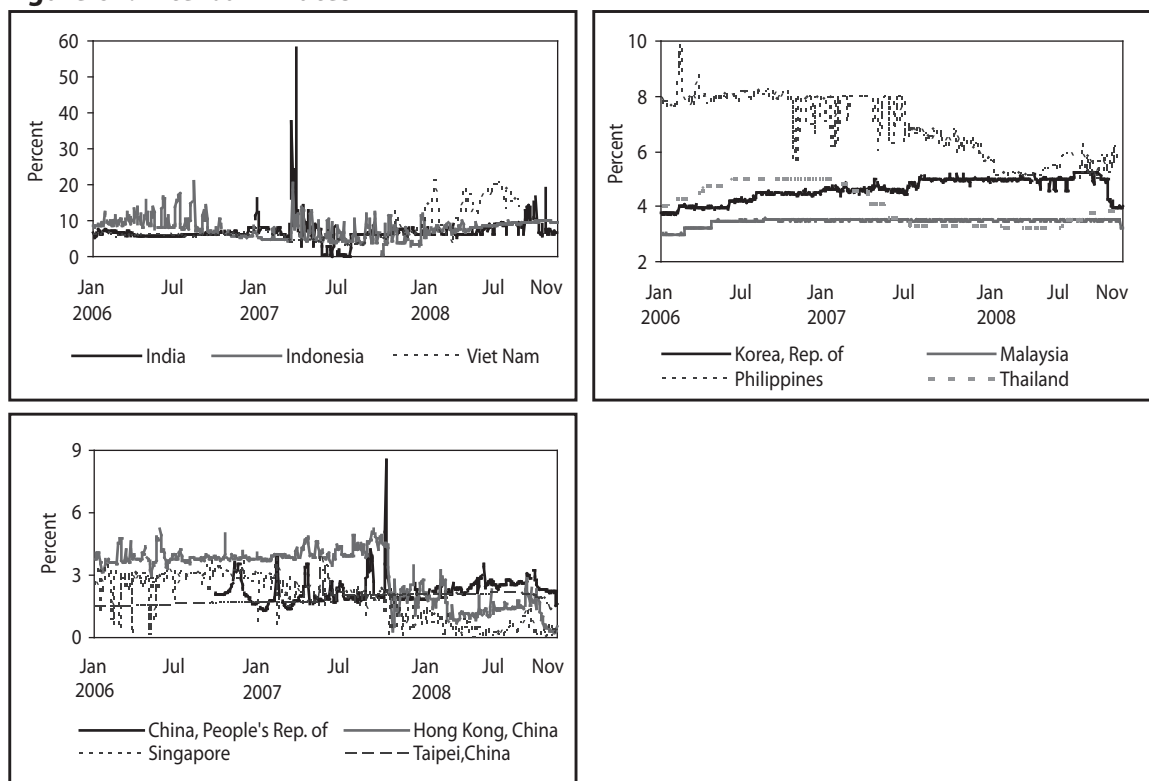 60
50
40
30
20
10
0
Percent
Jan Jul Jan Jul Jan Jul Nov
2006 2007 2008
India Indonesia Viet Nam
10
8
6
4
2
Percent
Jan Jul Jan Jul Jan Jul Nov
2006 2007 2008
Korea, Rep. of Malaysia
Philippines Thailand
9
6
3
0
Percent
Jan Jul Jan Jul Jan Jul Nov
2006 2007 2008
China, People's Rep. of Hong Kong, China
Singapore Taipei,China